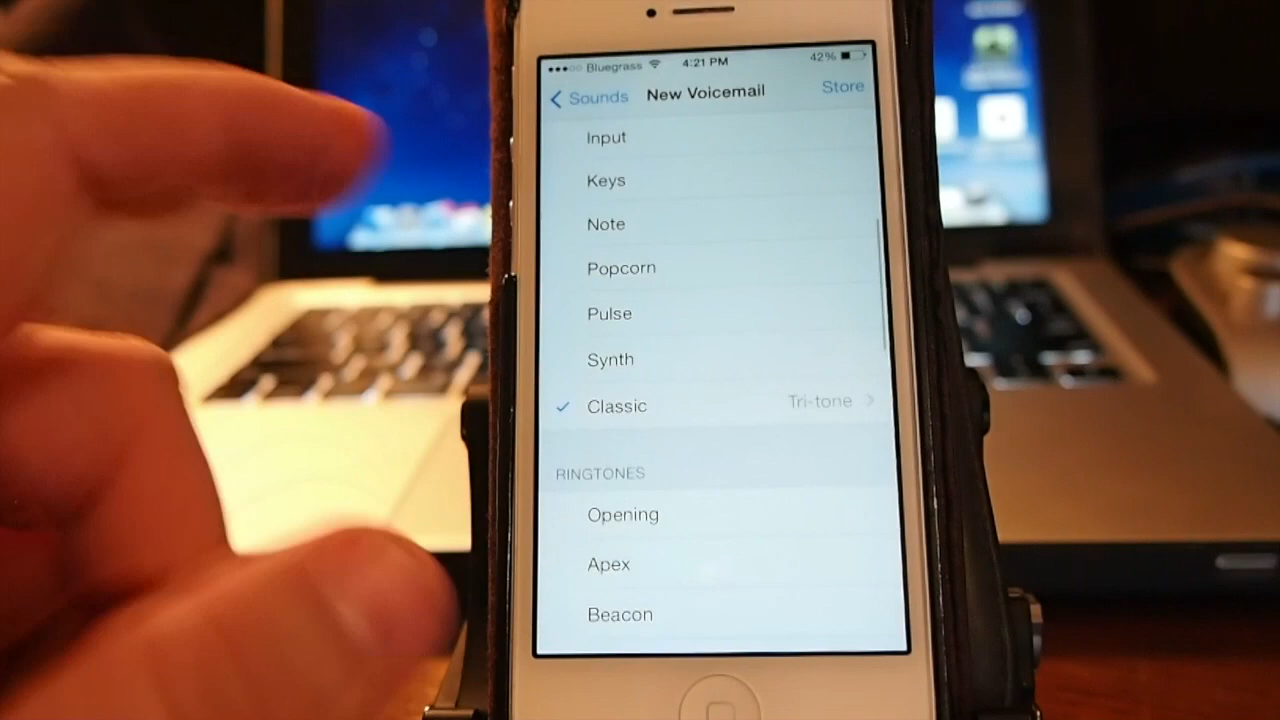 Bluegrass 4:21 PM 42%
Sounds New Voicemail Store
Input
Keys
Note
Popcorn
Pulse
Synth
Classic Tri-tone
RINGTONES
Opening
Apex
Beacon